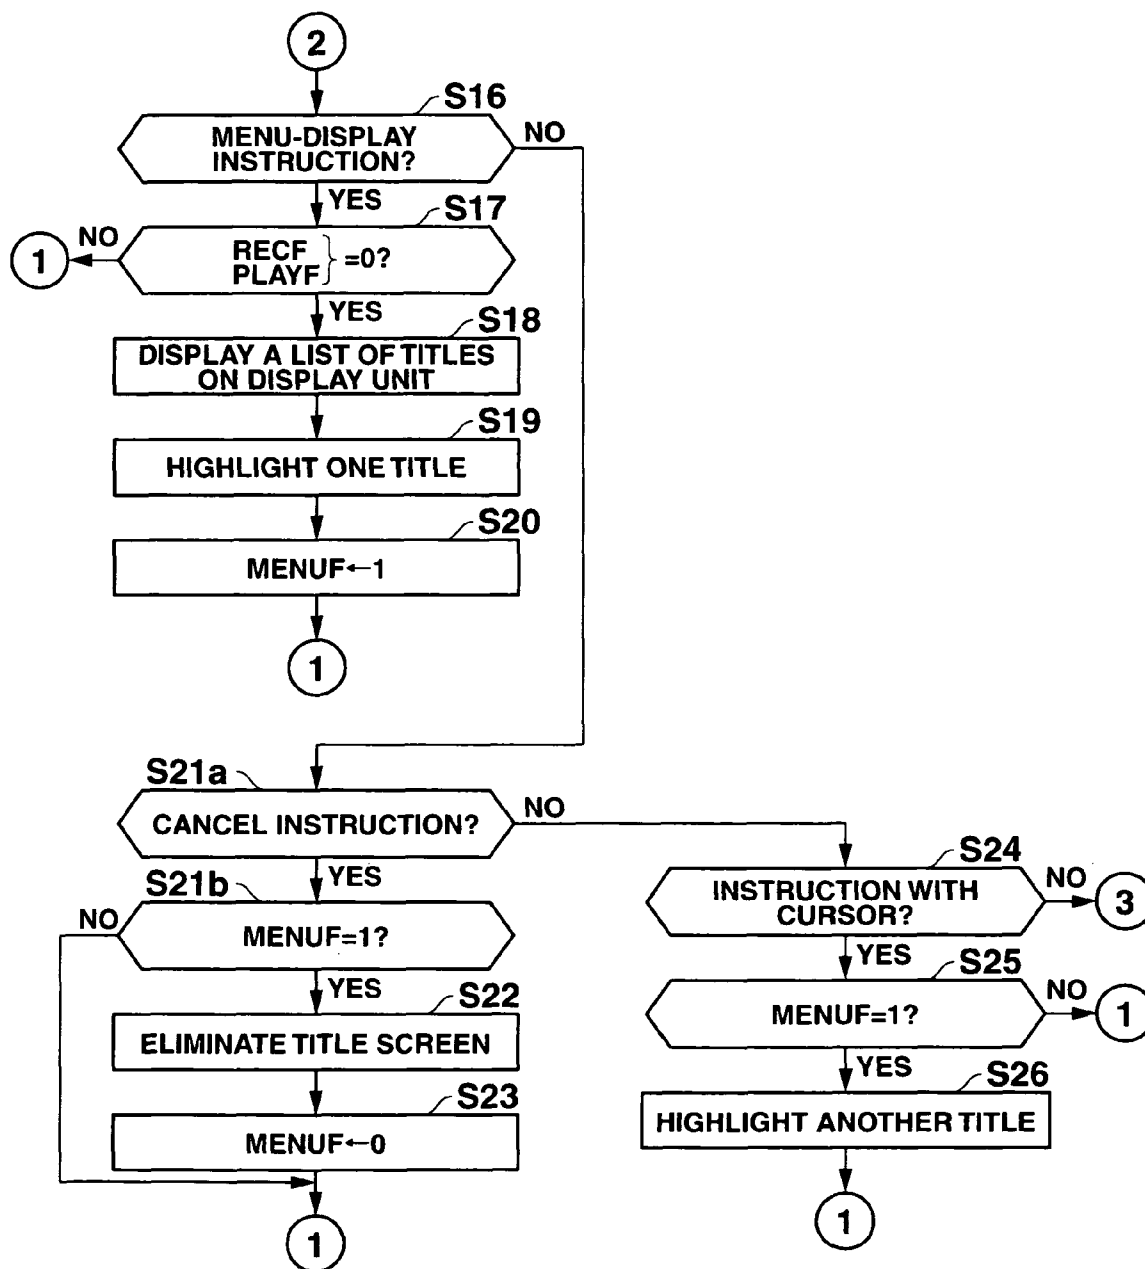 2
S16
MENU-DISPLAY
INSTRUCTION?
NO
YES
S17
NO
1
RECF
PLAYF
=0?
YES
S18
DISPLAY A LIST OF TITLES
ON DISPLAY UNIT
S19
HIGHLIGHT ONE TITLE
S20
MENUF←1
1
S21a
CANCEL INSTRUCTION?
NO
YES
S21b
NO
MENUF=1?
YES
S22
ELIMINATE TITLE SCREEN
S23
MENUF←0
1
S24
INSTRUCTION WITH
CURSOR?
NO
3
YES
S25
MENUF=1?
NO
1
YES
S26
HIGHLIGHT ANOTHER TITLE
1